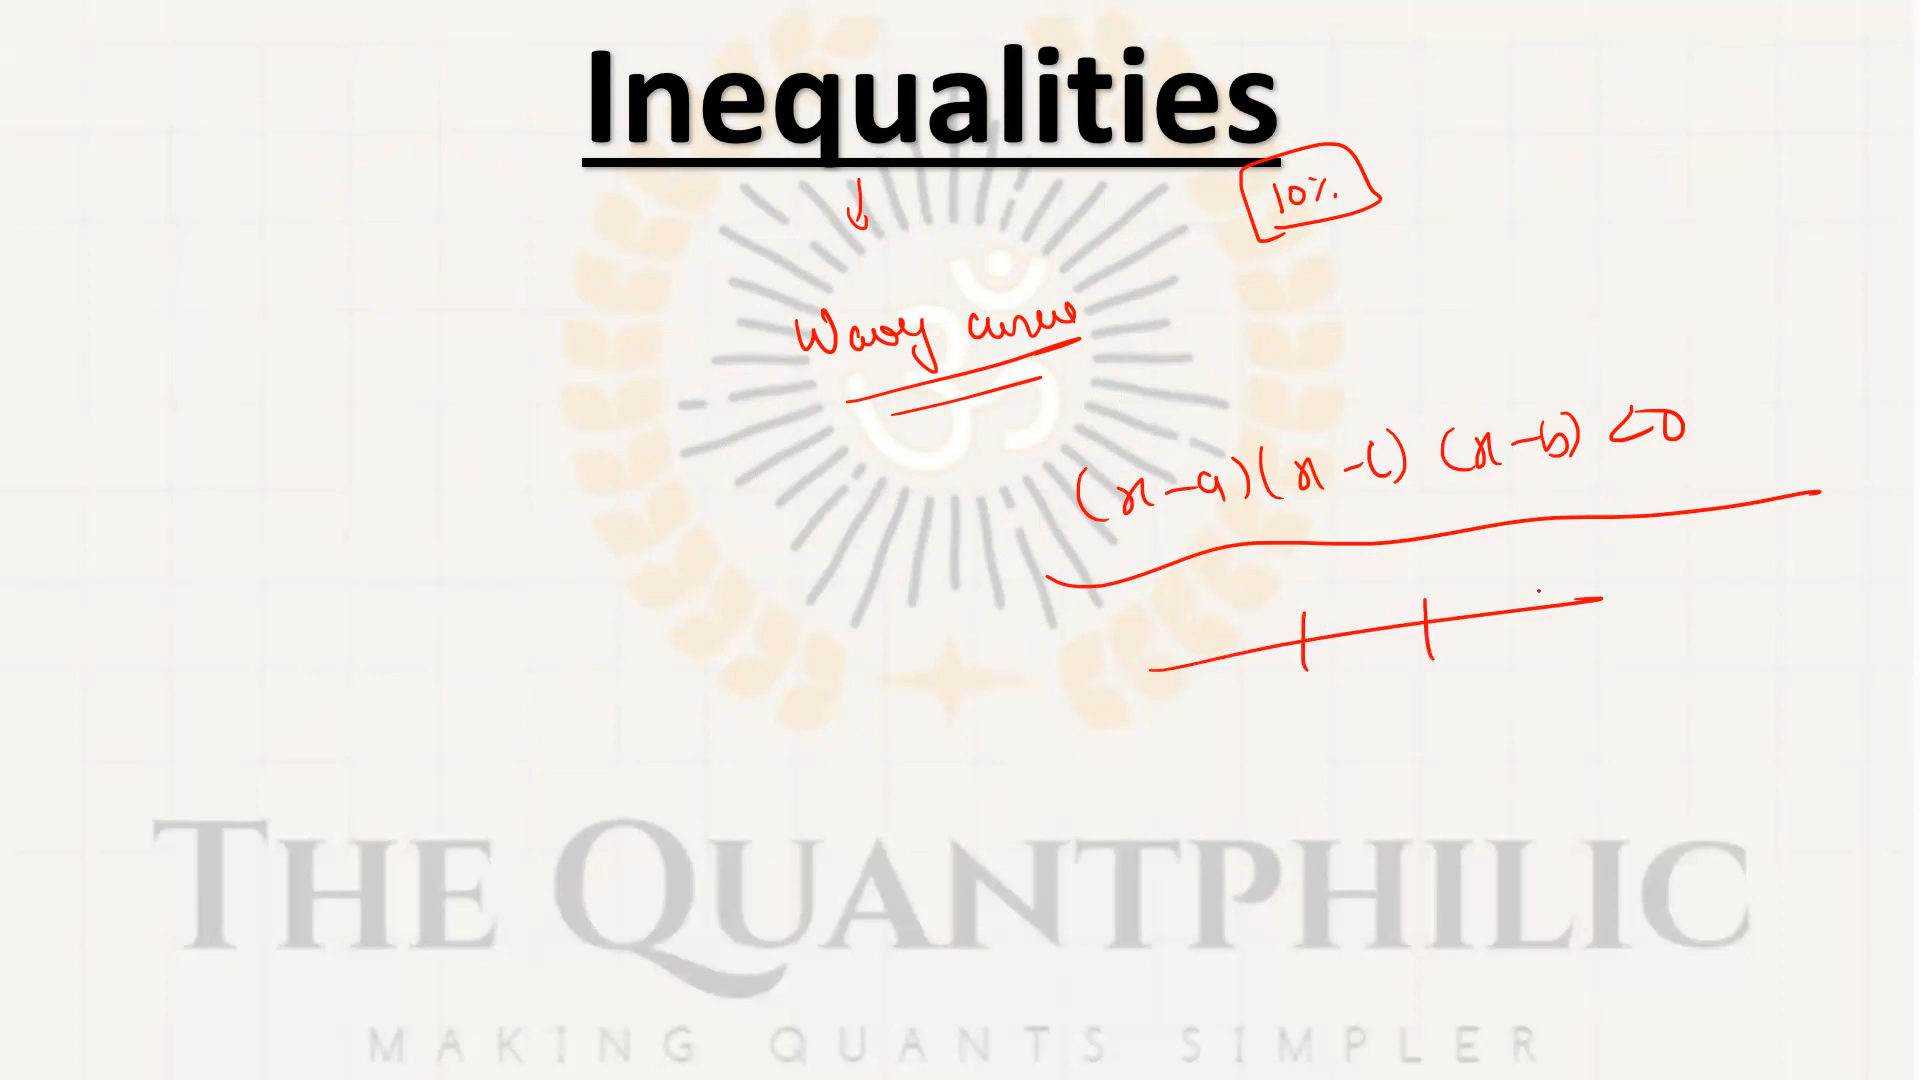 Inequalities
10%.
Wavy curve
(x-a)(x-c) (x-b) <0
THE QUANTPHILIC
MAKING QUANTS SIMPLER